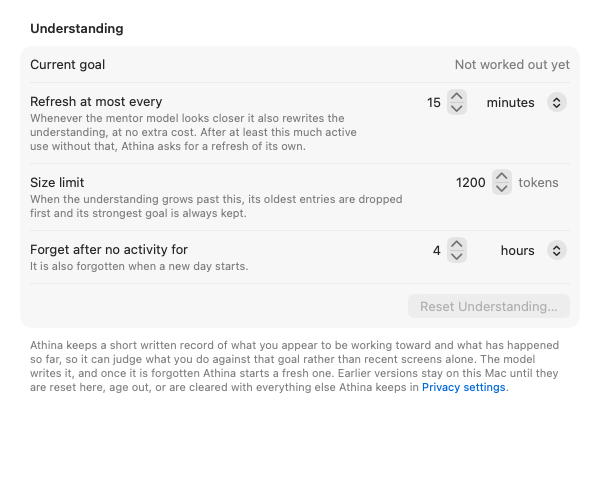 Understanding
Current goal
Not worked out yet
Refresh at most every
15
minutes
Whenever the mentor model looks closer it also rewrites the
understanding, at no extra cost. After at least this much active
use without that, Athina asks for a refresh of its own.
Size limit
1200
tokens
When the understanding grows past this, its oldest entries are dropped
first and its strongest goal is always kept.
Forget after no activity for
4
hours
It is also forgotten when a new day starts.
Reset Understanding...
Athina keeps a short written record of what you appear to be working toward and what has happened
so far, so it can judge what you do against that goal rather than recent screens alone. The model
writes it, and once it is forgotten Athina starts a fresh one. Earlier versions stay on this Mac until they
are reset here, age out, or are cleared with everything else Athina keeps in Privacy settings.